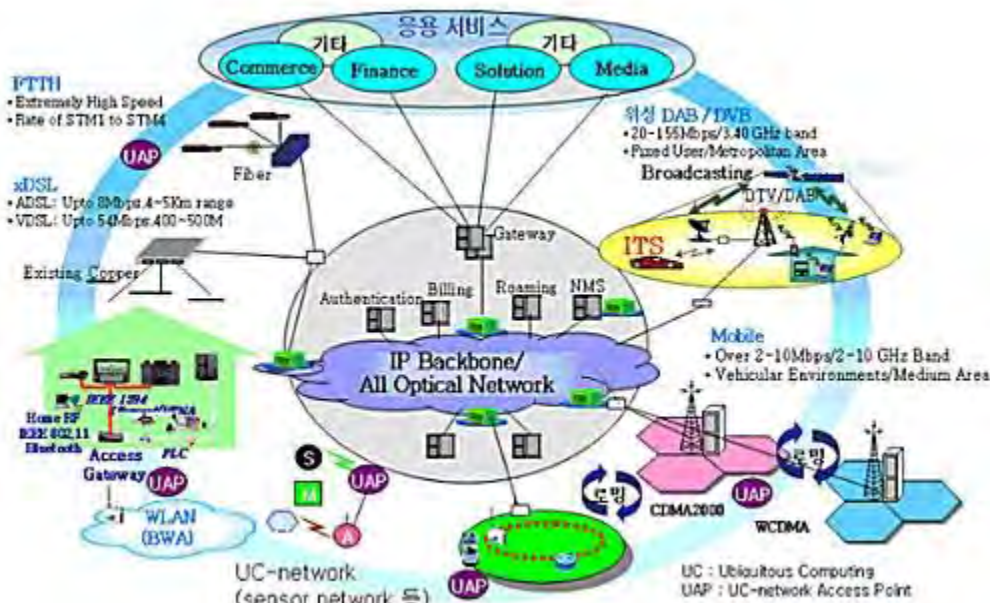 응용 서비스
기타
기타
Commerce
Finance
Solution
Media
FTTH
• Extremely High Speed
• Rate of STM1 to STM4
UAP
Fiber
xDSL
• ADSL: Upto 8Mbps.4~5Km range
• VDSL: Upto 54Mbps.400~500M
Existing Copper
위성 DAB / DVB
• 20-155Mbps/3.40 GHz band
• Fixed User/Metropolitan Area
Broadcasting
DTV/DAB
ITS
Gateway
Authentication
Billing
Roaming
NMS
IP Backbone/
All Optical Network
Mobile
• Over 2-10Mbps/2-10 GHz Band
• Vehicular Environments/Medium Area
IEEE 1394
Home RF
IEEE 802.11
Bluetooth
PLC
Access
Gateway
UAP
WLAN
(BWA)
S
M
A
UAP
로밍
로밍
CDMA2000
UAP
WCDMA
UAP
UC-network
(sensor network 등)
UC : Ubiquitous Computing
UAP : UC-network Access Point